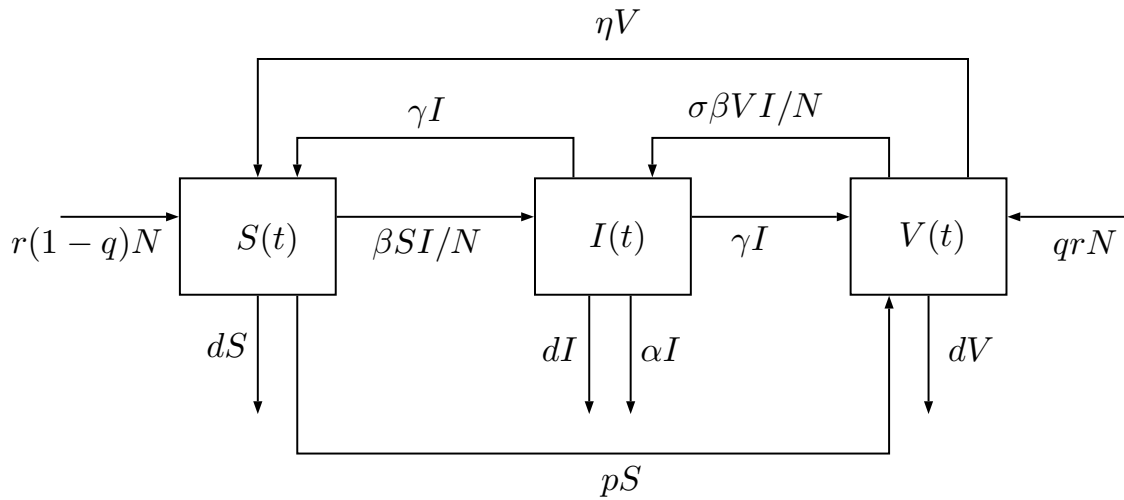 ηV
γI
σβVI/N
r(1 − q)N
S(t)
βSI/N
I(t)
γI
V(t)
qrN
dS
dI
αI
dV
pS